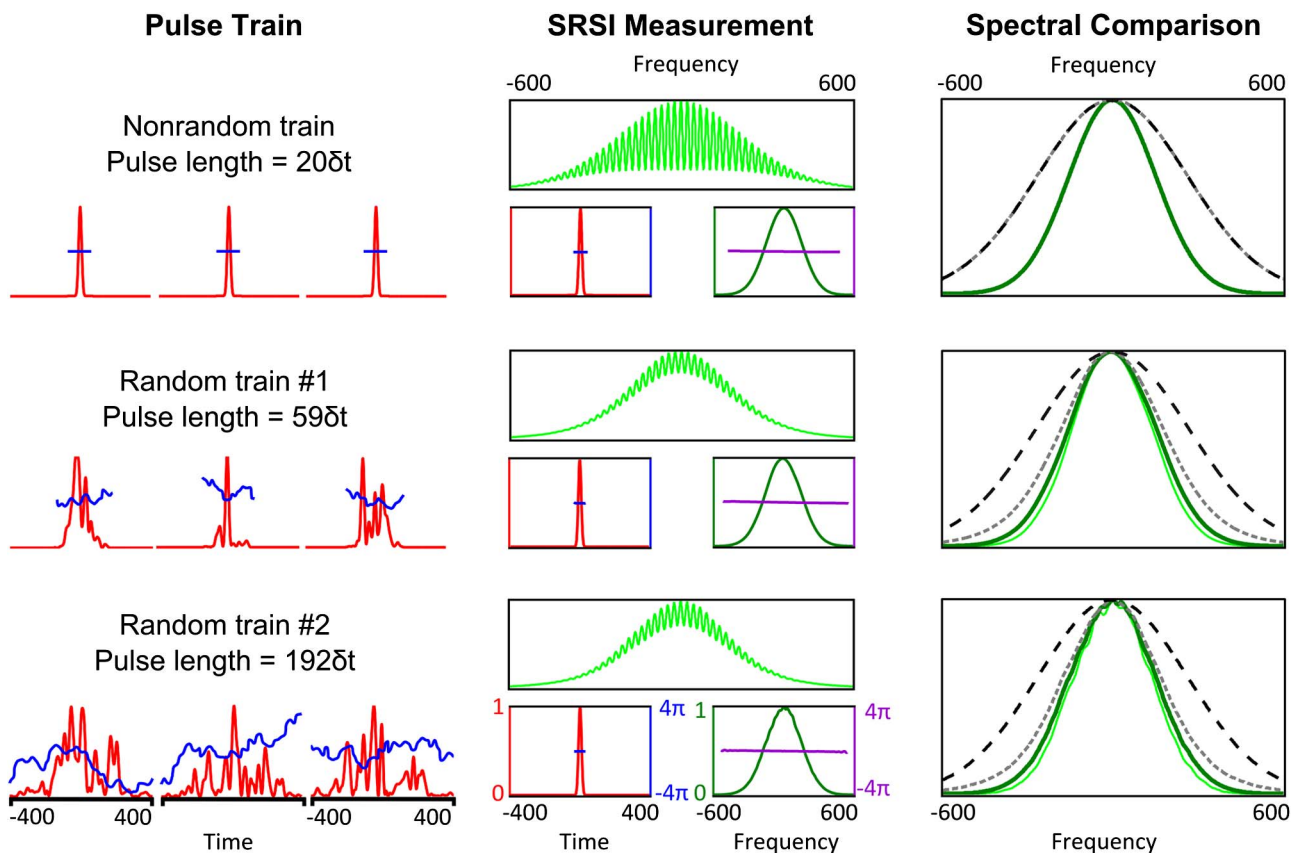 Pulse Train
SRSI Measurement
Spectral Comparison
Frequency
-600 600
-600 600
Nonrandom train
Pulse length = 20δt
Random train #1
Pulse length = 59δt
Random train #2
Pulse length = 192δt
1 4π 1 4π
0 -4π 0 -4π
-400 400
-400 400
-400 400
-400 400
-600 600
-600 600
Time
Time
Frequency
Frequency